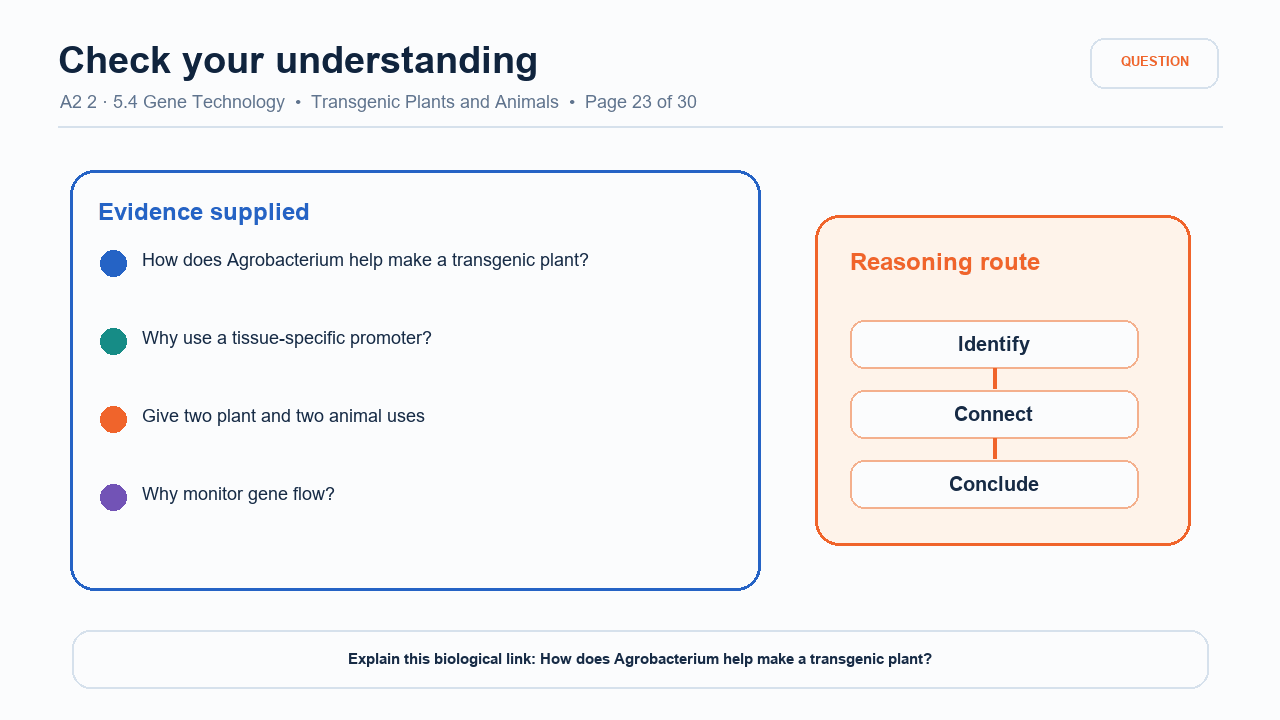 Check your understanding
A2 2 · 5.4 Gene Technology • Transgenic Plants and Animals • Page 23 of 30
QUESTION
Evidence supplied
How does Agrobacterium help make a transgenic plant?
Why use a tissue-specific promoter?
Give two plant and two animal uses
Why monitor gene flow?
Reasoning route
Identify
Connect
Conclude
Explain this biological link: How does Agrobacterium help make a transgenic plant?